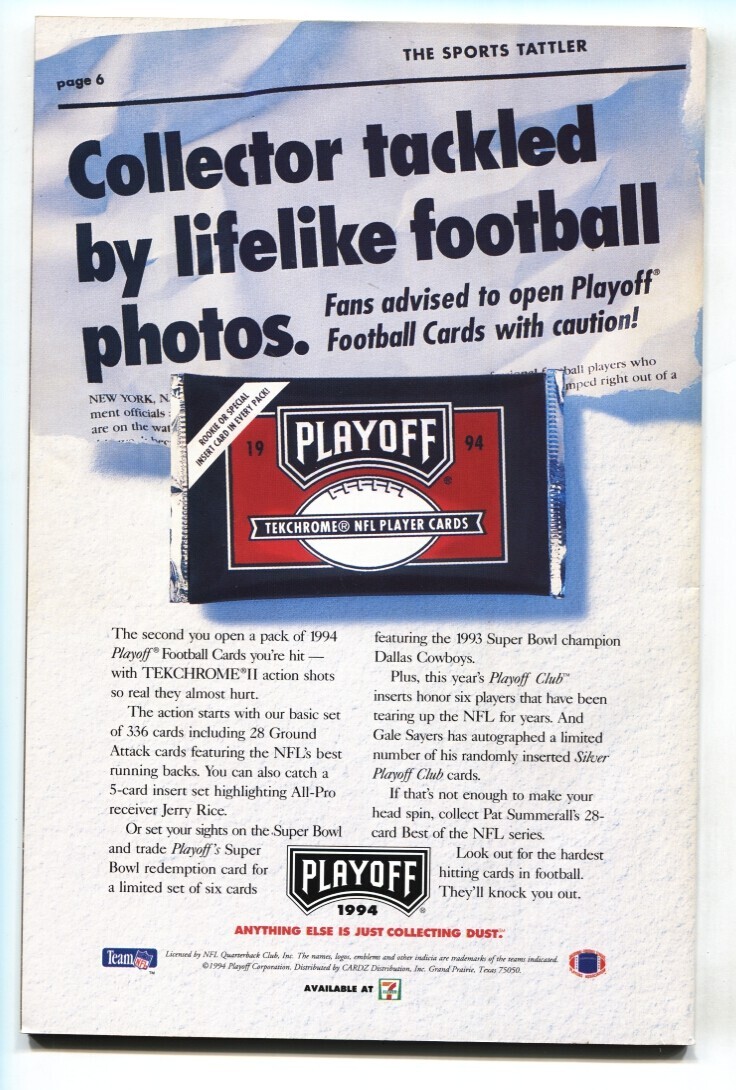 THE SPORTS TATTLER
page 6
Collector tackled
by lifelike football
photos.
Fans advised to open Playoff®
Football Cards with caution!
NEW YORK, N
ment officials
are on the wa
ball players who
mped right out of a
ROOKIE OR SPECIAL
INSERT CARD IN EVERY PACK!
19 PLAYOFF® 94
TEKCHROME® NFL PLAYER CARDS
The second you open a pack of 1994
Playoff® Football Cards you're hit —
with TEKCHROME®II action shots
so real they almost hurt.
The action starts with our basic set
of 336 cards including 28 Ground
Attack cards featuring the NFL's best
running backs. You can also catch a
5-card insert set highlighting All-Pro
receiver Jerry Rice.
Or set your sights on the Super Bowl
and trade Playoff's Super
Bowl redemption card for
a limited set of six cards
featuring the 1993 Super Bowl champion
Dallas Cowboys.
Plus, this year's Playoff Club™
inserts honor six players that have been
tearing up the NFL for years. And
Gale Sayers has autographed a limited
number of his randomly inserted Silver
Playoff Club cards.
If that's not enough to make your
head spin, collect Pat Summerall's 28-
card Best of the NFL series.
Look out for the hardest
hitting cards in football.
They'll knock you out.
PLAYOFF
1994 ®
ANYTHING ELSE IS JUST COLLECTING DUST.™
Team NFL ™
Licensed by NFL Quarterback Club, Inc. The names, logos, emblems and other indicia are trademarks of the teams indicated.
©1994 Playoff Corporation. Distributed by CARDZ Distribution, Inc. Grand Prairie, Texas 75050.
AVAILABLE AT 7 ELEVEN